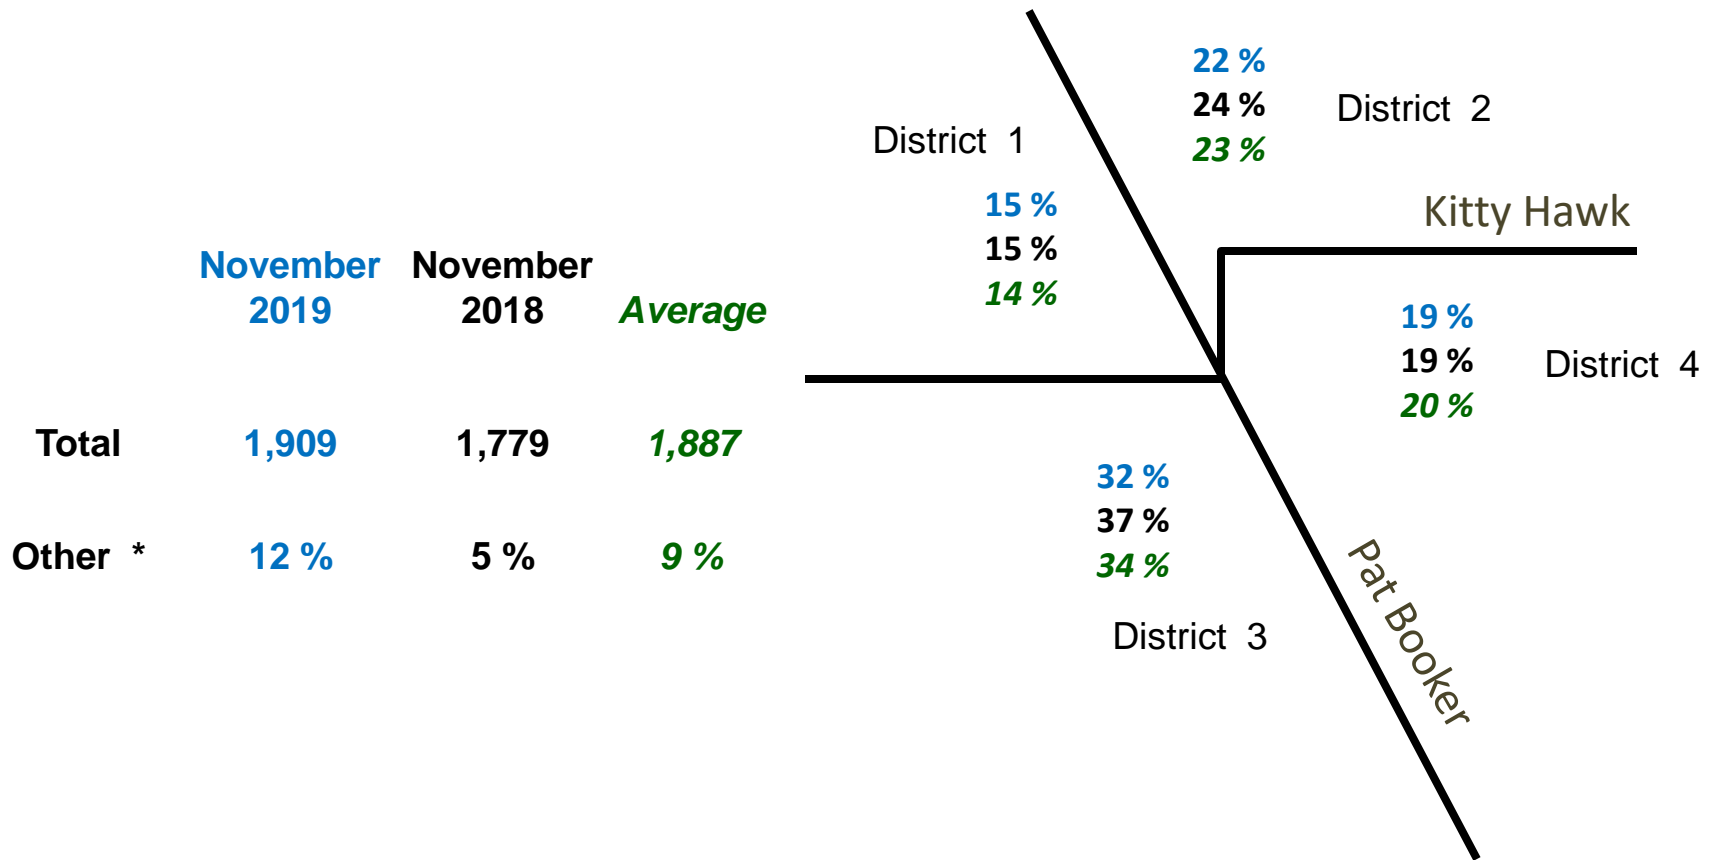 November November
2019 2018 Average
Total 1,909 1,779 1,887
Other * 12 % 5 % 9 %
District 1
15 %
15 %
14 %
22 %
24 %
23 %
District 2
Kitty Hawk
19 %
19 %
20 %
District 4
32 %
37 %
34 %
District 3
Pat Booker